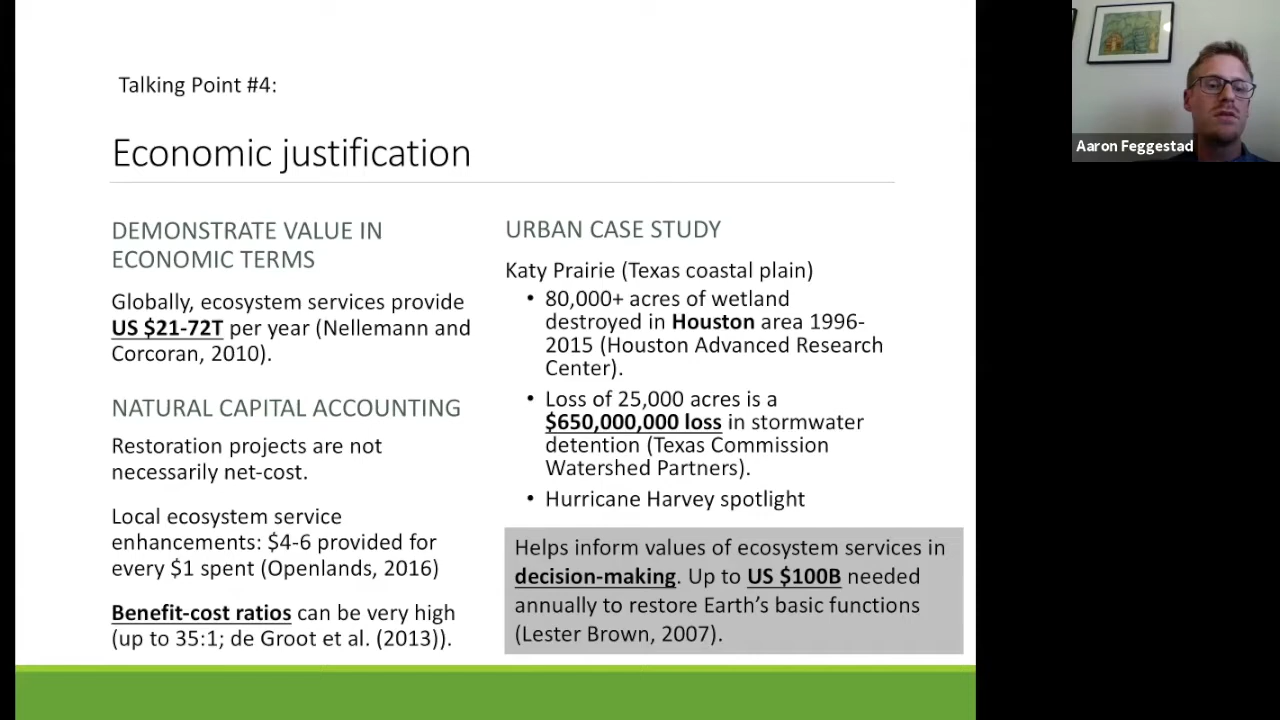 Talking Point #4:
Economic justification
DEMONSTRATE VALUE IN
ECONOMIC TERMS
Globally, ecosystem services provide
US $21-72T per year (Nellemann and
Corcoran, 2010).
NATURAL CAPITAL ACCOUNTING
Restoration projects are not
necessarily net-cost.
Local ecosystem service
enhancements: $4-6 provided for
every $1 spent (Openlands, 2016)
Benefit-cost ratios can be very high
(up to 35:1; de Groot et al. (2013)).
URBAN CASE STUDY
Katy Prairie (Texas coastal plain)
• 80,000+ acres of wetland
destroyed in Houston area 1996-
2015 (Houston Advanced Research
Center).
• Loss of 25,000 acres is a
$650,000,000 loss in stormwater
detention (Texas Commission
Watershed Partners).
• Hurricane Harvey spotlight
Helps inform values of ecosystem services in
decision-making. Up to US $100B needed
annually to restore Earth’s basic functions
(Lester Brown, 2007).
Aaron Feggestad